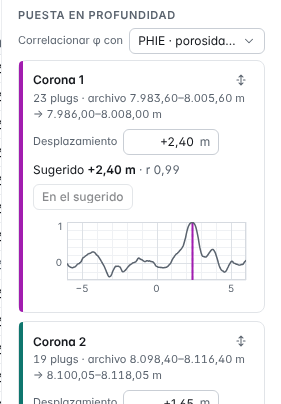 PUESTA EN PROFUNDIDAD
Correlacionar φ con PHIE · porosida...
Corona 1
23 plugs · archivo 7.983,60–8.005,60 m
→ 7.986,00–8.008,00 m
Desplazamiento +2,40 m
Sugerido +2,40 m · r 0,99
En el sugerido
1
0
−5 0 5
Corona 2
19 plugs · archivo 8.098,40–8.116,40 m
→ 8.100,05–8.118,05 m
Desplazamiento +1,65 m